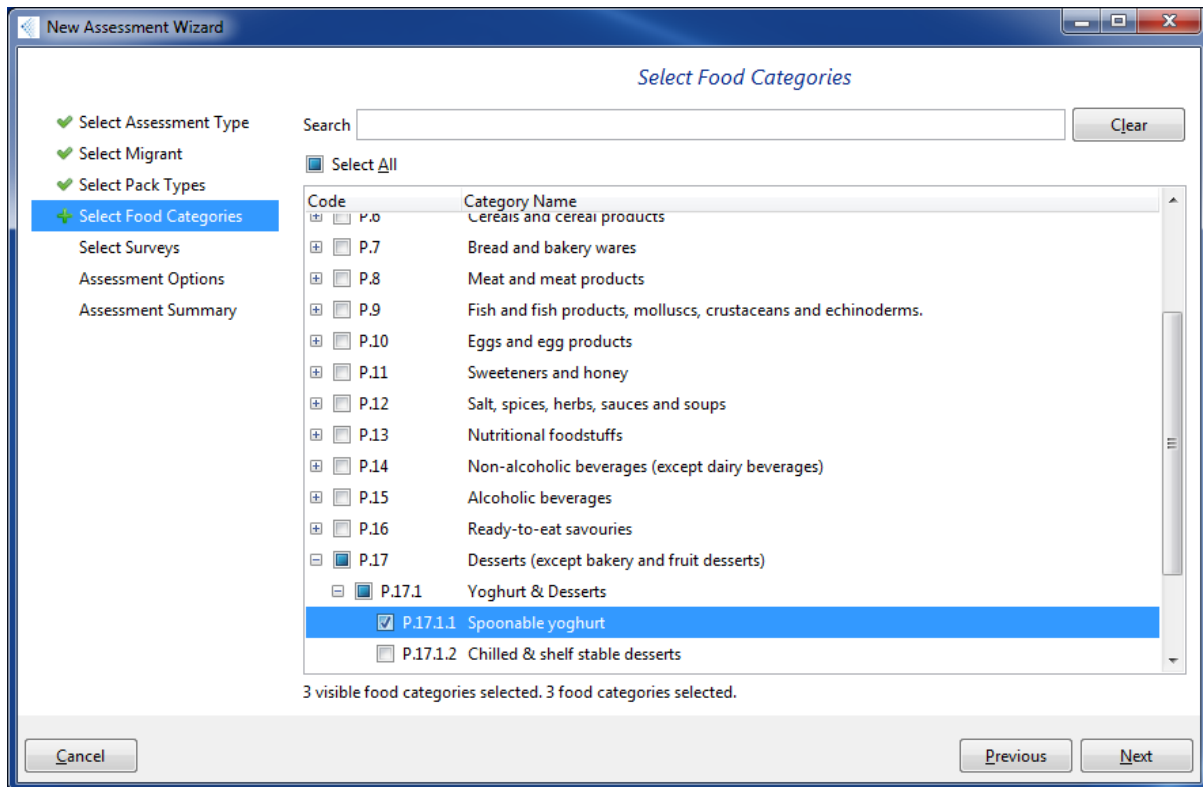 New Assessment Wizard
Select Food Categories
Select Assessment Type
Select Migrant
Select Pack Types
Select Food Categories
Select Surveys
Assessment Options
Assessment Summary
Search
Clear
Select All
Code Category Name
P.6 Cereals and cereal products
P.7 Bread and bakery wares
P.8 Meat and meat products
P.9 Fish and fish products, molluscs, crustaceans and echinoderms.
P.10 Eggs and egg products
P.11 Sweeteners and honey
P.12 Salt, spices, herbs, sauces and soups
P.13 Nutritional foodstuffs
P.14 Non-alcoholic beverages (except dairy beverages)
P.15 Alcoholic beverages
P.16 Ready-to-eat savouries
P.17 Desserts (except bakery and fruit desserts)
P.17.1 Yoghurt & Desserts
P.17.1.1 Spoonable yoghurt
P.17.1.2 Chilled & shelf stable desserts
3 visible food categories selected. 3 food categories selected.
Cancel
Previous
Next